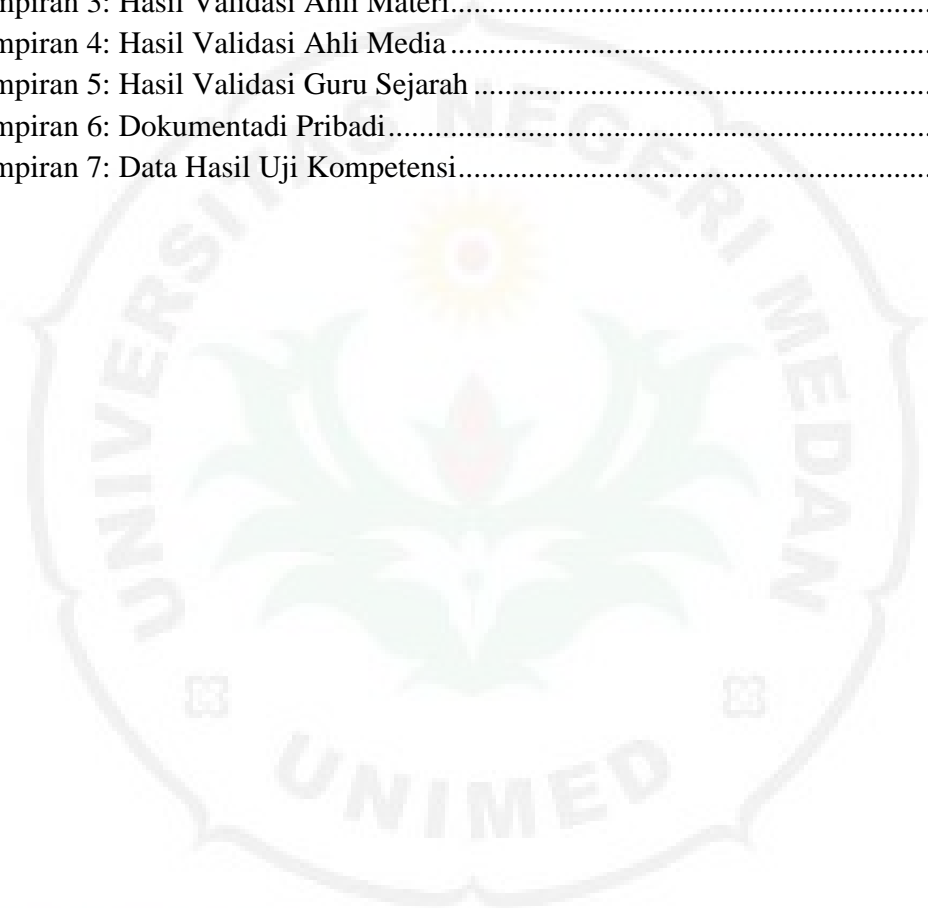 mpiran 3: Hasil Validasi Ahli Materi..............................................................
mpiran 4: Hasil Validasi Ahli Media..............................................................
mpiran 5: Hasil Validasi Guru Sejarah...........................................................
mpiran 6: Dokumentadi Pribadi.....................................................................
mpiran 7: Data Hasil Uji Kompetensi............................................................
UNIVERSITAS NEGERI MEDAN
UNIMED